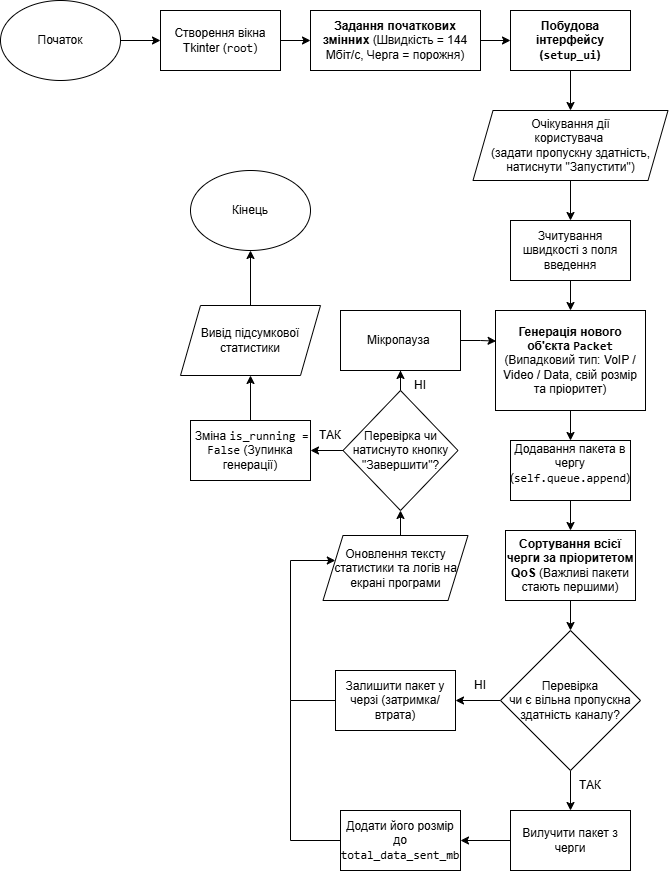 Початок
Створення вікна
Tkinter (root)
Задання початкових
змінних (Швидкість = 144
Мбіт/с, Черга = порожня)
Побудова
інтерфейсу
(setup_ui)
Очікування дії
користувача
(задати пропускну здатність,
натиснути "Запустити")
Зчитування
швидкості з поля
введення
Генерація нового
об'єкта Packet
(Випадковий тип: VoIP /
Video / Data, свій розмір
та пріоритет)
Додавання пакета в
чергу
(self.queue.append)
Сортування всієї
черги за пріоритетом
QoS (Важливі пакети
стають першими)
Перевірка
чи є вільна пропускна
здатність каналу?
НІ
ТАК
Залишити пакет у
черзі (затримка/
втрата)
Вилучити пакет з
черги
Додати його розмір
до
total_data_sent_mb
Оновлення тексту
статистики та логів на
екрані програми
Перевірка чи
натиснуто кнопку
"Завершити"?
НІ
ТАК
Мікропауза
Зміна is_running =
False (Зупинка
генерації)
Вивід підсумкової
статистики
Кінець